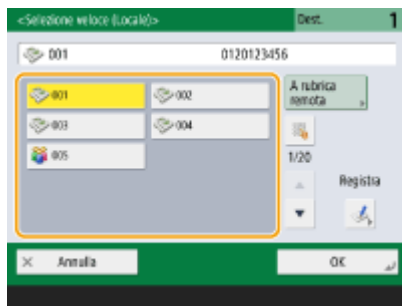 <Selezione veloce (Locale)> Dest. 1
001 0120123456
001 002 A rubrica
remota
003 004
005 1/20
Registra
Annulla OK